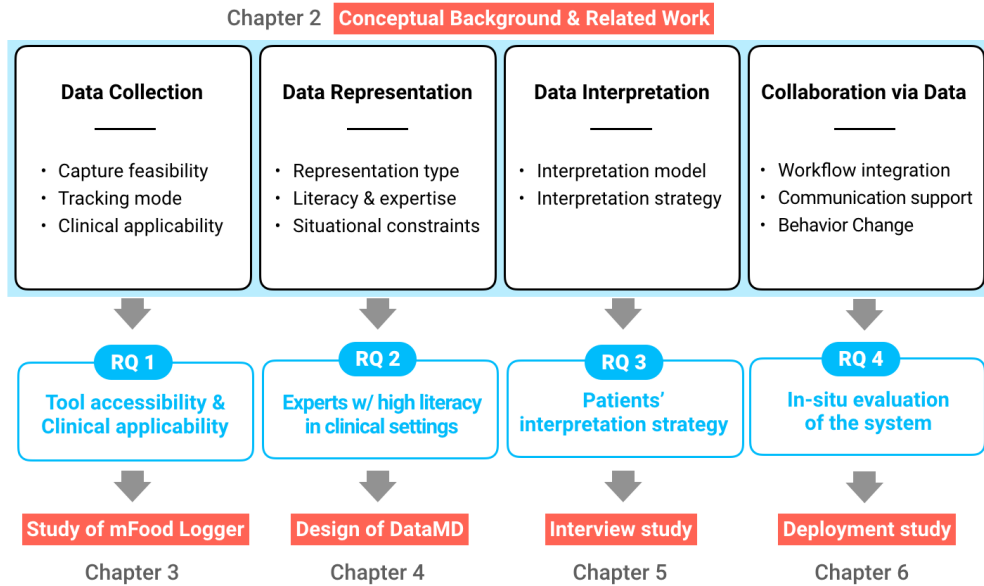 Chapter 2 Conceptual Background & Related Work
Data Collection
• Capture feasibility
• Tracking mode
• Clinical applicability
Data Representation
• Representation type
• Literacy & expertise
• Situational constraints
Data Interpretation
• Interpretation model
• Interpretation strategy
Collaboration via Data
• Workflow integration
• Communication support
• Behavior Change
RQ 1
Tool accessibility &
Clinical applicability
RQ 2
Experts w/ high literacy
in clinical settings
RQ 3
Patients’
interpretation strategy
RQ 4
In-situ evaluation
of the system
Study of mFood Logger
Chapter 3
Design of DataMD
Chapter 4
Interview study
Chapter 5
Deployment study
Chapter 6